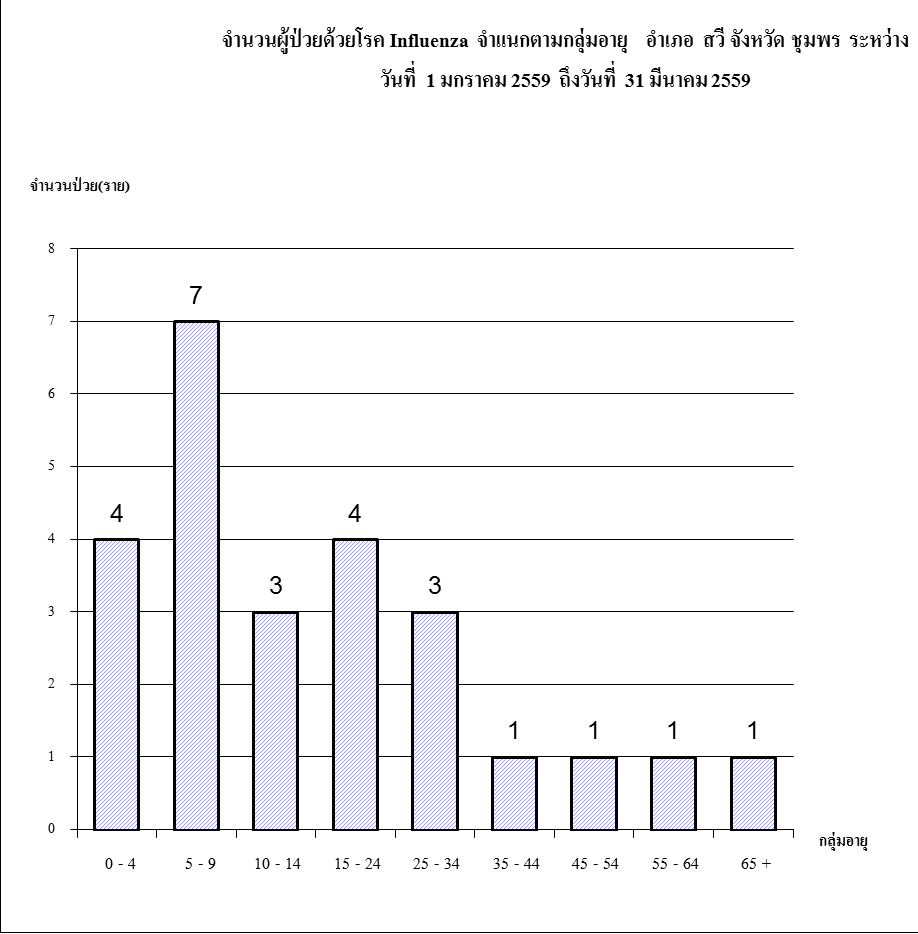 จำนวนผู้ป่วยด้วยโรค Influenza จำแนกตามกลุ่มอายุ อำเภอ สวี จังหวัด ชุมพร ระหว่าง
วันที่ 1 มกราคม 2559 ถึงวันที่ 31 มีนาคม 2559
จำนวนป่วย(ราย)
8
7
6
5
4
3
2
1
0
4
7
3
4
3
1
1
1
1
0 - 4
5 - 9
10 - 14
15 - 24
25 - 34
35 - 44
45 - 54
55 - 64
65 +
กลุ่มอายุ